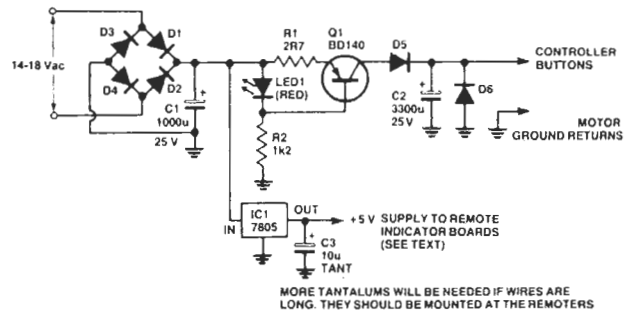 D3
D1
14-18 Vac
D4
D2
C1
+
1000u
25 V
LED1
(RED)
R1
2R7
Q1
BD140
D5
R2
1k2
+
C2
3300u
25 V
D6
CONTROLLER
BUTTONS
MOTOR
GROUND RETURNS
IN
IC1
7805
OUT
+
C3
10u
TANT
+5 V SUPPLY TO REMOTE
INDICATOR BOARDS
(SEE TEXT)
MORE TANTALUMS WILL BE NEEDED IF WIRES ARE
LONG. THEY SHOULD BE MOUNTED AT THE REMOTERS